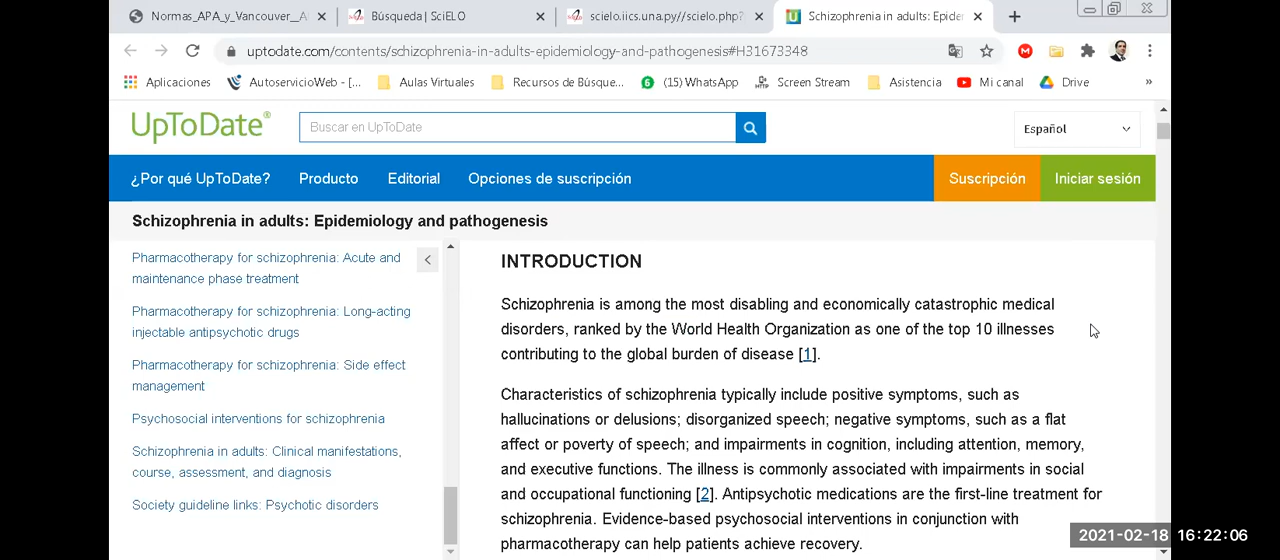 Normas_APA_y_Vancouver__A
Búsqueda | SciELO
scielo.iics.una.py//scielo.php?
Schizophrenia in adults: Epide
uptodate.com/contents/schizophrenia-in-adults-epidemiology-and-pathogenesis#H31673348
Aplicaciones
AutoservicioWeb - [...
Aulas Virtuales
Recursos de Búsque...
(15) WhatsApp
Screen Stream
Asistencia
Mi canal
Drive
»
UpToDate®
Buscar en UpToDate
Español
¿Por qué UpToDate?
Producto
Editorial
Opciones de suscripción
Suscripción
Iniciar sesión
Schizophrenia in adults: Epidemiology and pathogenesis
Pharmacotherapy for schizophrenia: Acute and
maintenance phase treatment
Pharmacotherapy for schizophrenia: Long-acting
injectable antipsychotic drugs
Pharmacotherapy for schizophrenia: Side effect
management
Psychosocial interventions for schizophrenia
Schizophrenia in adults: Clinical manifestations,
course, assessment, and diagnosis
Society guideline links: Psychotic disorders
INTRODUCTION
Schizophrenia is among the most disabling and economically catastrophic medical
disorders, ranked by the World Health Organization as one of the top 10 illnesses
contributing to the global burden of disease [1].
Characteristics of schizophrenia typically include positive symptoms, such as
hallucinations or delusions; disorganized speech; negative symptoms, such as a flat
affect or poverty of speech; and impairments in cognition, including attention, memory,
and executive functions. The illness is commonly associated with impairments in social
and occupational functioning [2]. Antipsychotic medications are the first-line treatment for
schizophrenia. Evidence-based psychosocial interventions in conjunction with
pharmacotherapy can help patients achieve recovery.
2021-02-18 16:22:06